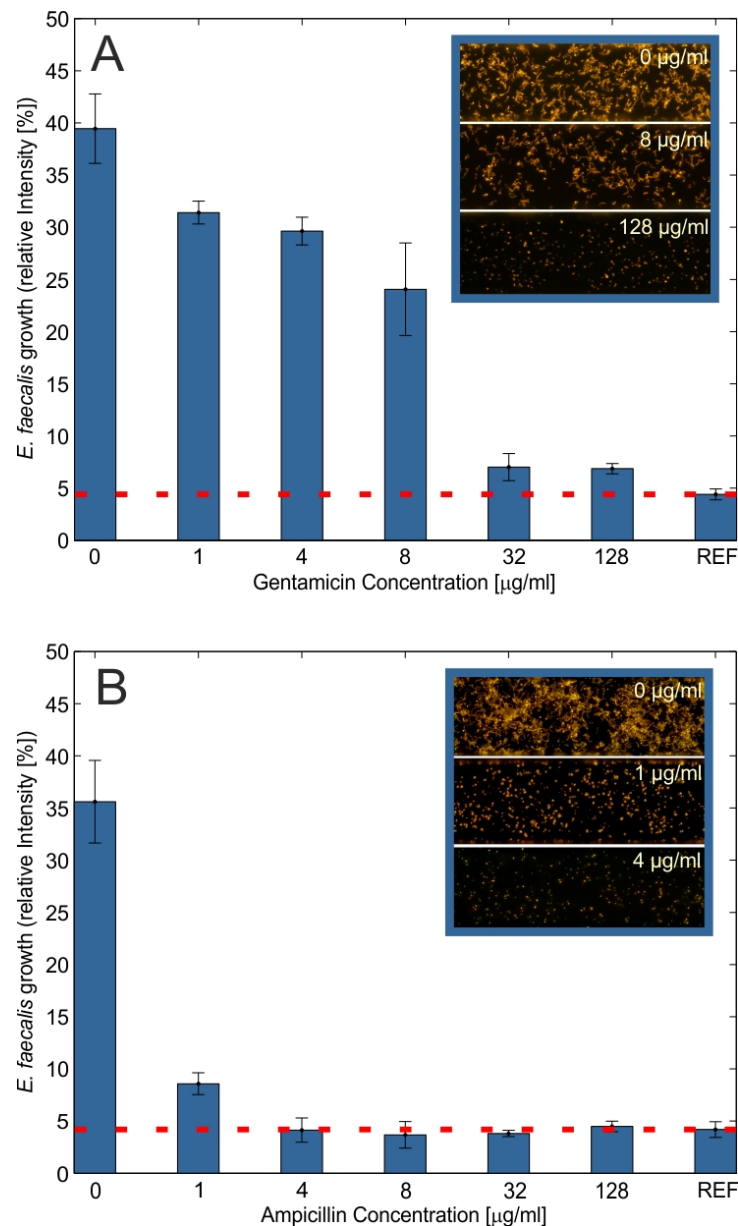 A
50
45
40
35
30
25
20
15
10
5
0
E. faecalis growth (relative Intensity [%])
0 µg/ml
8 µg/ml
128 µg/ml
0 1 4 8 32 128 REF
Gentamicin Concentration [µg/ml]
B
50
45
40
35
30
25
20
15
10
5
0
E. faecalis growth (relative Intensity [%])
0 µg/ml
1 µg/ml
4 µg/ml
0 1 4 8 32 128 REF
Ampicillin Concentration [µg/ml]